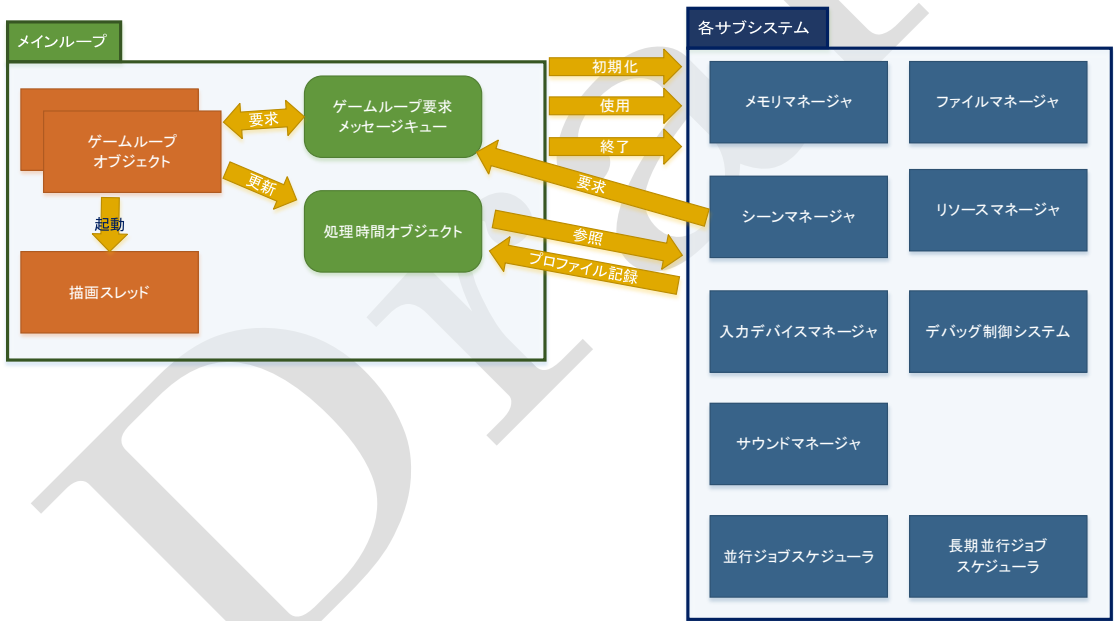 メインループ
ゲームループ
オブジェクト
要求
ゲームループ要求
メッセージキュー
更新
処理時間オブジェクト
起動
描画スレッド
初期化
使用
終了
要求
参照
プロファイル記録
各サブシステム
メモリマネージャ
ファイルマネージャ
シーンマネージャ
リソースマネージャ
入力デバイスマネージャ
デバッグ制御システム
サウンドマネージャ
並行ジョブスケジューラ
長期並行ジョブ
スケジューラ
Draft